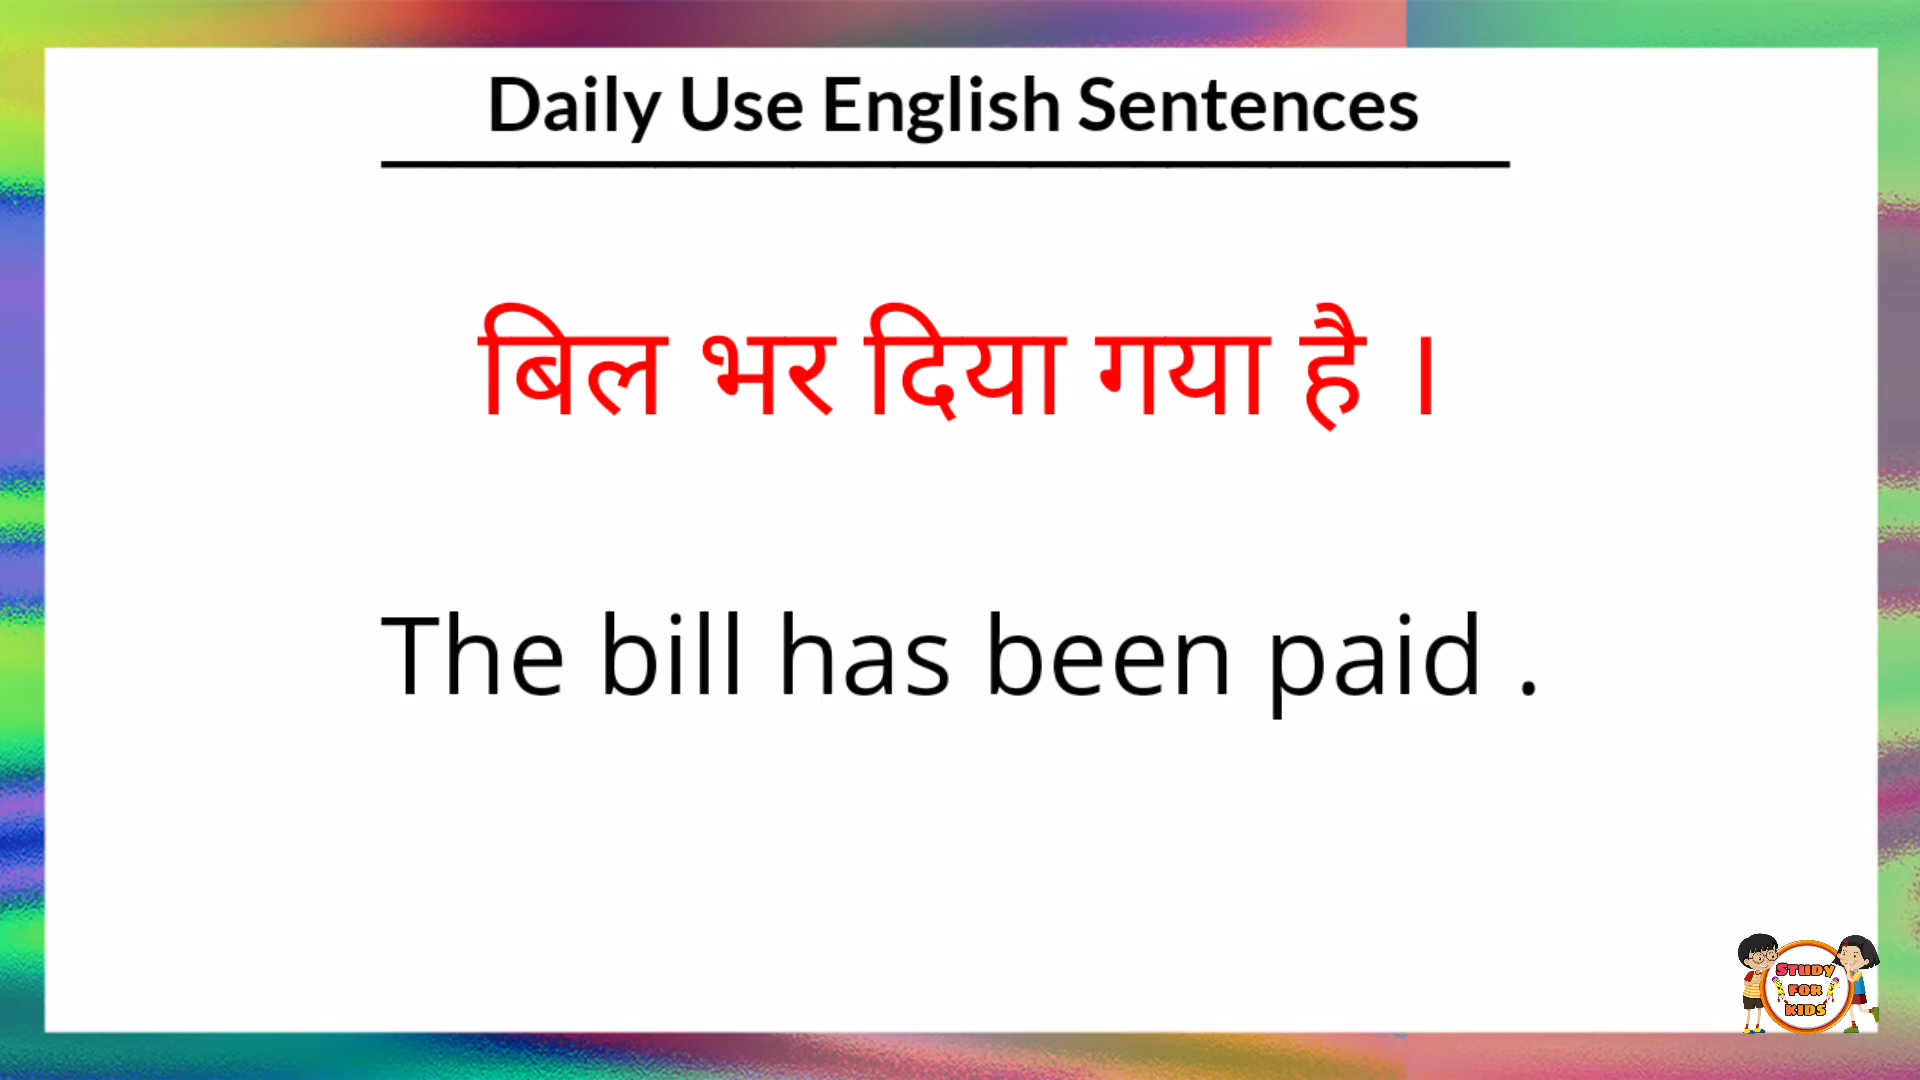 Daily Use English Sentences
बिल भर दिया गया है ।
The bill has been paid .
STUDY
FOR
KIDS